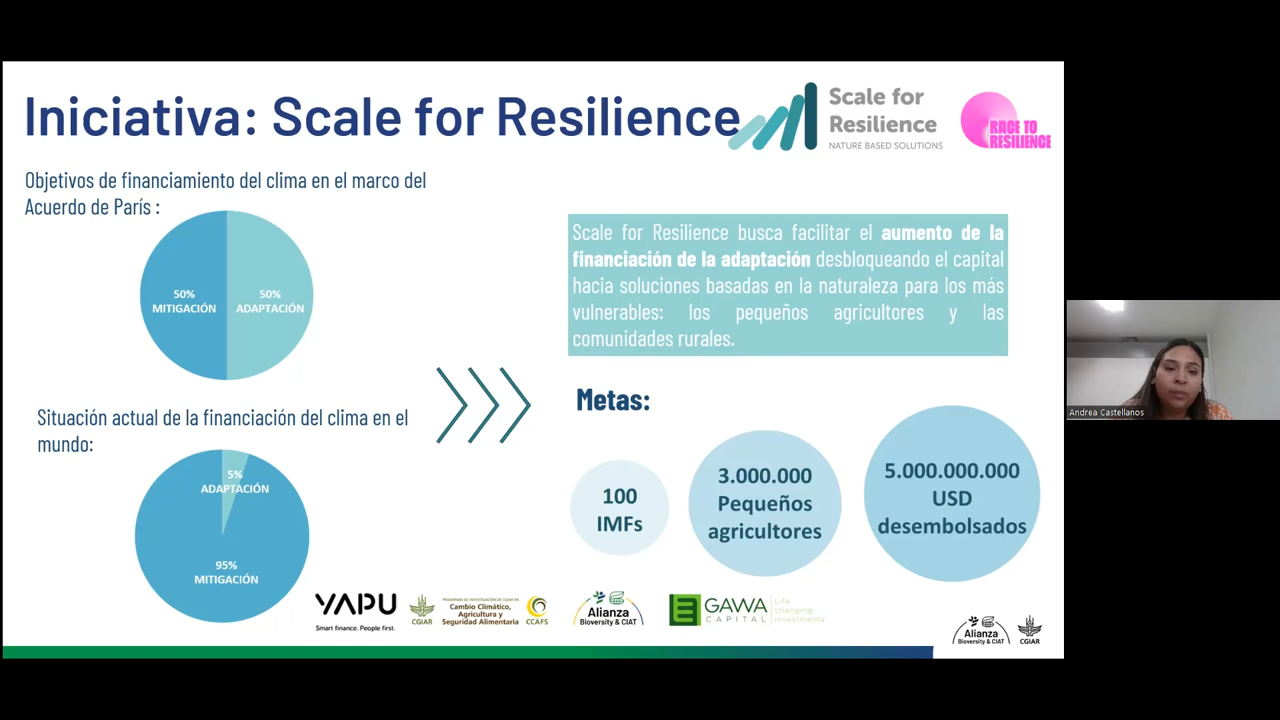 Iniciativa: Scale for Resilience
Scale for
Resilience
NATURE BASED SOLUTIONS
RACE TO
RESILIENCE
Objetivos de financiamiento del clima en el marco del
Acuerdo de París :
50%
MITIGACIÓN
50%
ADAPTACIÓN
Situación actual de la financiación del clima en el
mundo:
5%
ADAPTACIÓN
95%
MITIGACIÓN
Scale for Resilience busca facilitar el aumento de la
financiación de la adaptación desbloqueando el capital
hacia soluciones basadas en la naturaleza para los más
vulnerables: los pequeños agricultores y las
comunidades rurales.
Metas:
100
IMFs
3.000.000
Pequeños
agricultores
5.000.000.000
USD
desembolsados
YAPU
Smart finance. People first.
CGIAR
PROGRAMA DE INVESTIGACIÓN DE CGIAR EN
Cambio Climático,
Agricultura y
Seguridad Alimentaria
CCAFS
Alianza
Bioversity & CIAT
GAWA
CAPITAL
Life
changing
investments
Alianza
Bioversity & CIAT
CGIAR
Andrea Castellanos